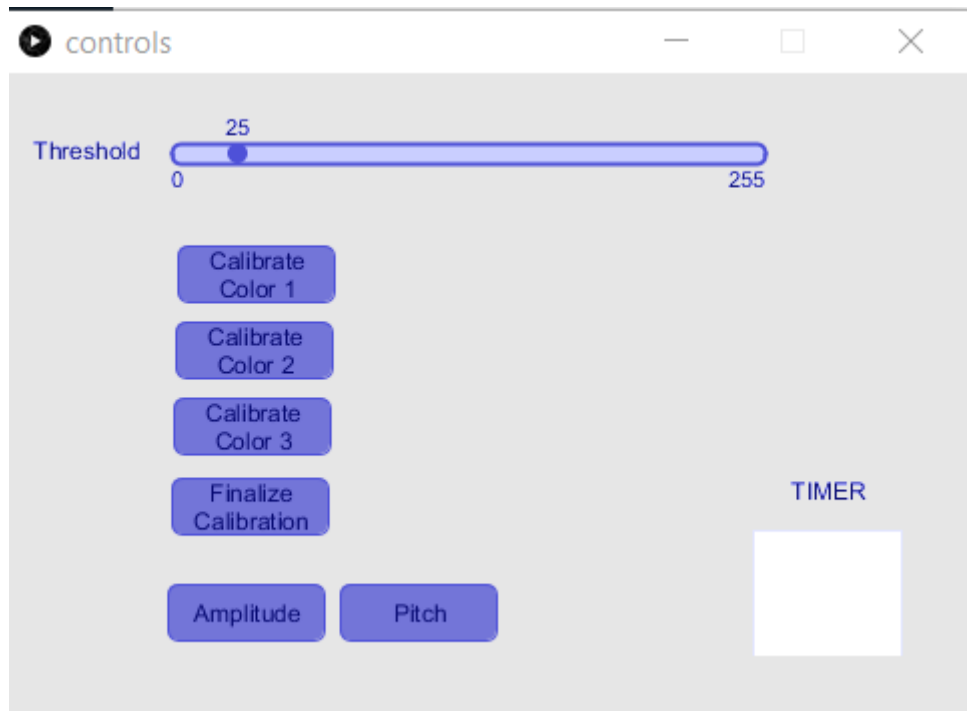 controls
25
Threshold
0
255
Calibrate
Color 1
Calibrate
Color 2
Calibrate
Color 3
Finalize
Calibration
TIMER
Amplitude
Pitch